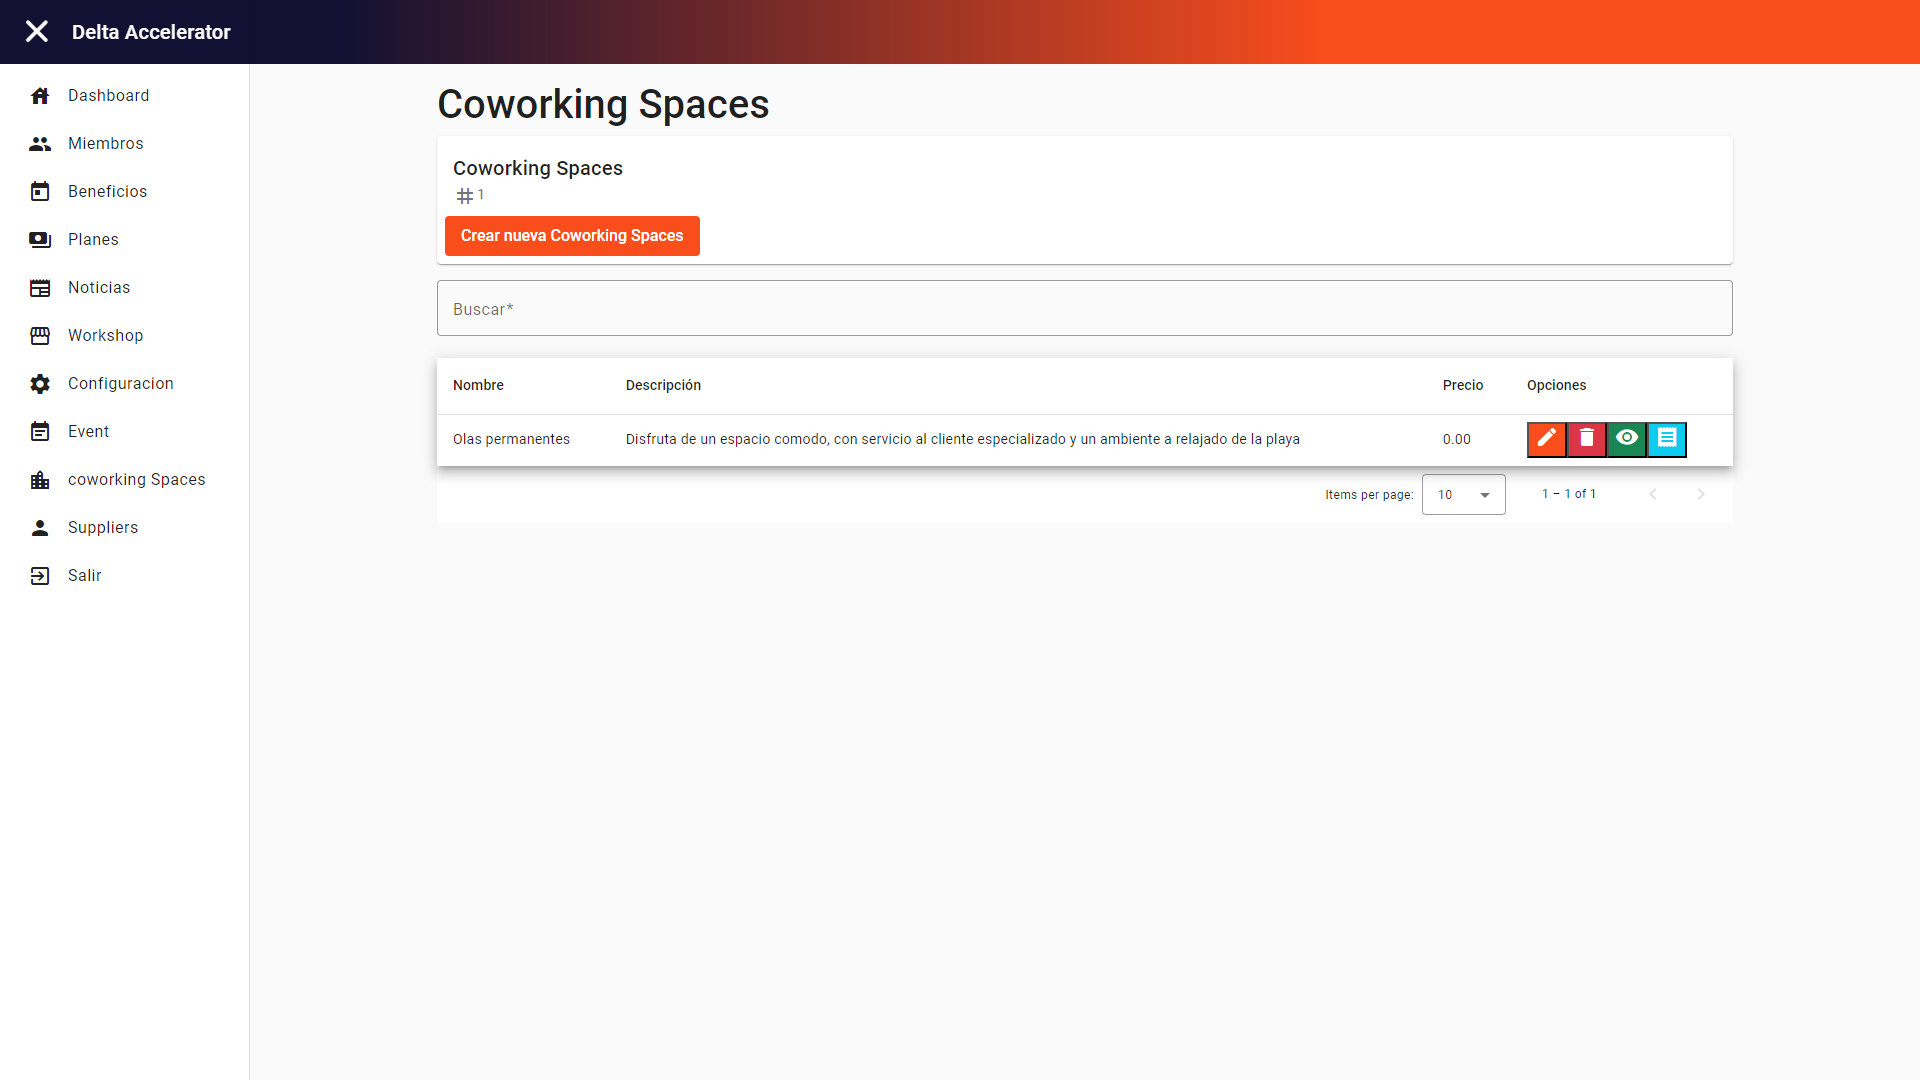 Delta Accelerator
Dashboard
Miembros
Beneficios
Planes
Noticias
Workshop
Configuracion
Event
coworking Spaces
Suppliers
Salir
Coworking Spaces
Coworking Spaces
1
Crear nueva Coworking Spaces
Buscar*
Nombre Descripción Precio Opciones
Olas permanentes Disfruta de un espacio comodo, con servicio al cliente especializado y un ambiente a relajado de la playa 0.00
Items per page: 10 1 – 1 of 1